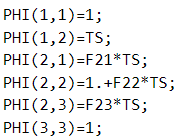 PHI(1,1)=1;
PHI(1,2)=TS;
PHI(2,1)=F21*TS;
PHI(2,2)=1.+F22*TS;
PHI(2,3)=F23*TS;
PHI(3,3)=1;